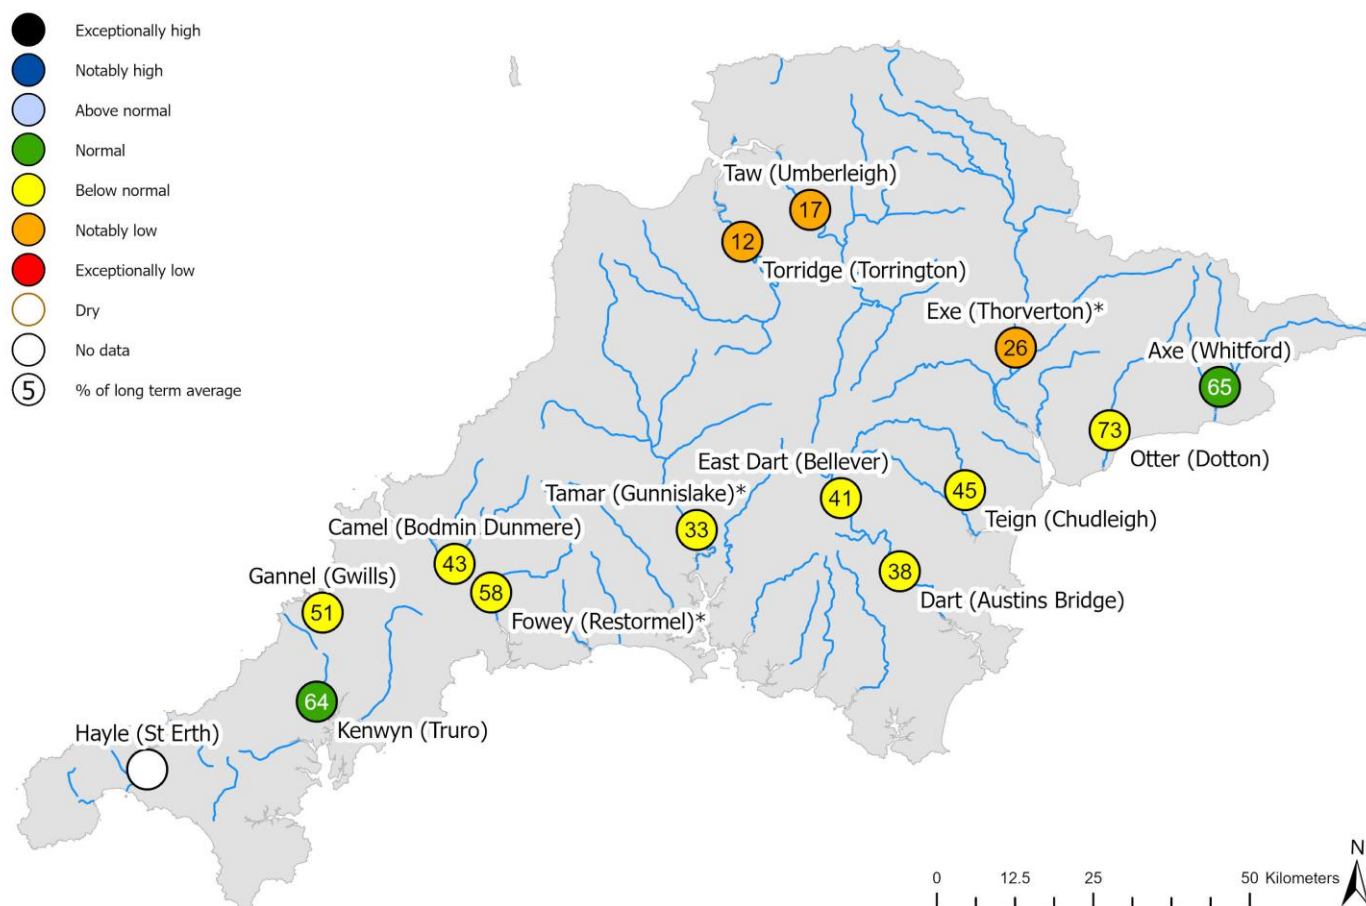 Exceptionally high
Notably high
Above normal
Normal
Below normal
Notably low
Exceptionally low
Dry
No data
5 % of long term average
Taw (Umberleigh)
17
12
Torridge (Torrington)
Exe (Thorverton)*
26
Axe (Whitford)
65
73
Otter (Dotton)
East Dart (Bellever)
41
45
Teign (Chudleigh)
Tamar (Gunnislake)*
33
Camel (Bodmin Dunmere)
43
58
Fowey (Restormel)*
38
Dart (Austins Bridge)
Gannel (Gwills)
51
64
Kenwyn (Truro)
Hayle (St Erth)
N
0 12.5 25 50 Kilometers